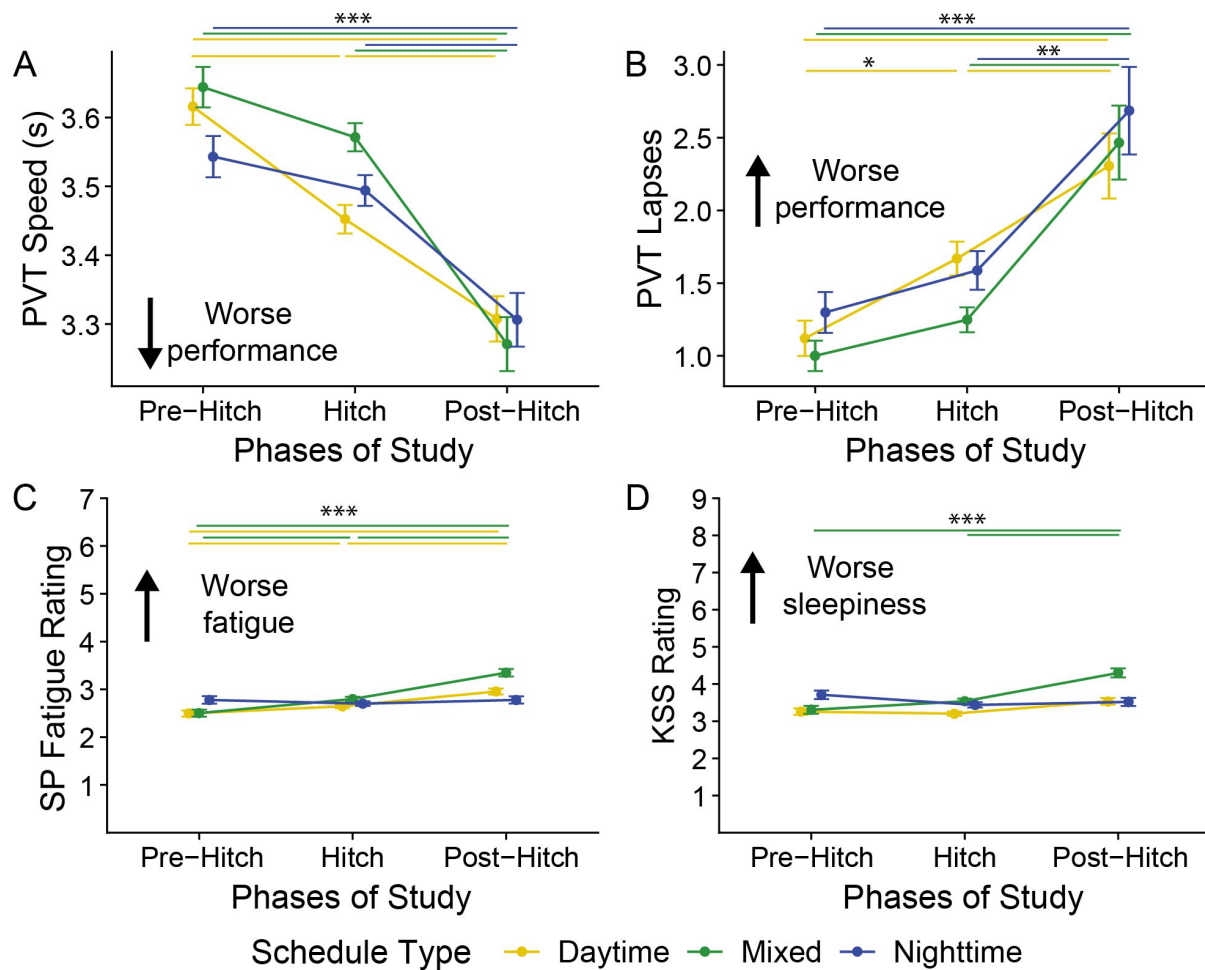 A
***
PVT Speed (s)
3.6
3.5
3.4
3.3
Worse
performance
Pre−Hitch Hitch Post−Hitch
Phases of Study
B
***
*
**
PVT Lapses
3.0
2.5
2.0
1.5
1.0
Worse
performance
Pre−Hitch Hitch Post−Hitch
Phases of Study
C
***
SP Fatigue Rating
7
6
5
4
3
2
1
Worse
fatigue
Pre−Hitch Hitch Post−Hitch
Phases of Study
D
***
KSS Rating
9
8
7
6
5
4
3
2
1
Worse
sleepiness
Pre−Hitch Hitch Post−Hitch
Phases of Study
Schedule Type Daytime Mixed Nighttime